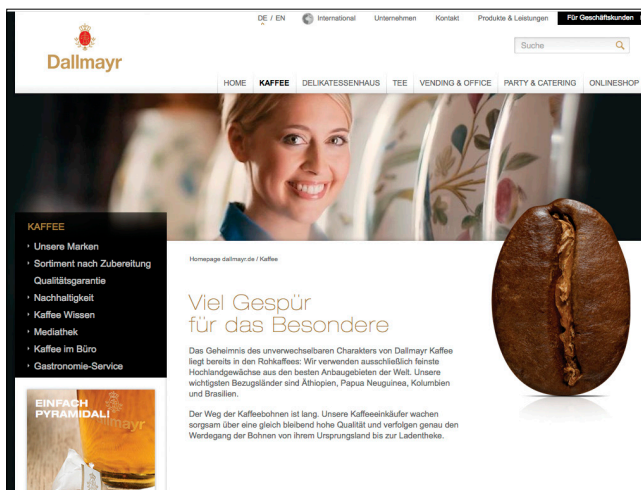 DE / EN International Unternehmen Kontakt Produkte & Leistungen Für Geschäftskunden
Suche
Dallmayr
HOME KAFFEE DELIKATESSENHAUS TEE VENDING & OFFICE PARTY & CATERING ONLINESHOP
KAFFEE
Unsere Marken
Sortiment nach Zubereitung
Qualitätsgarantie
Nachhaltigkeit
Kaffee Wissen
Mediathek
Kaffee im Büro
Gastronomie-Service
Homepage dallmayr.de / Kaffee
Viel Gespür
für das Besondere
Das Geheimnis des unverwechselbaren Charakters von Dallmayr Kaffee
liegt bereits in den Rohkaffees: Wir verwenden ausschließlich feinste
Hochlandgewächse aus den besten Anbaugebieten der Welt. Unsere
wichtigsten Bezugsländer sind Äthiopien, Papua Neuguinea, Kolumbien
und Brasilien.
Der Weg der Kaffeebohnen ist lang. Unsere Kaffeeeinkäufer wachen
sorgsam über eine gleich bleibend hohe Qualität und verfolgen genau den
Werdegang der Bohnen von ihrem Ursprungsland bis zur Ladentheke.
EINFACH
PYRAMIDAL!